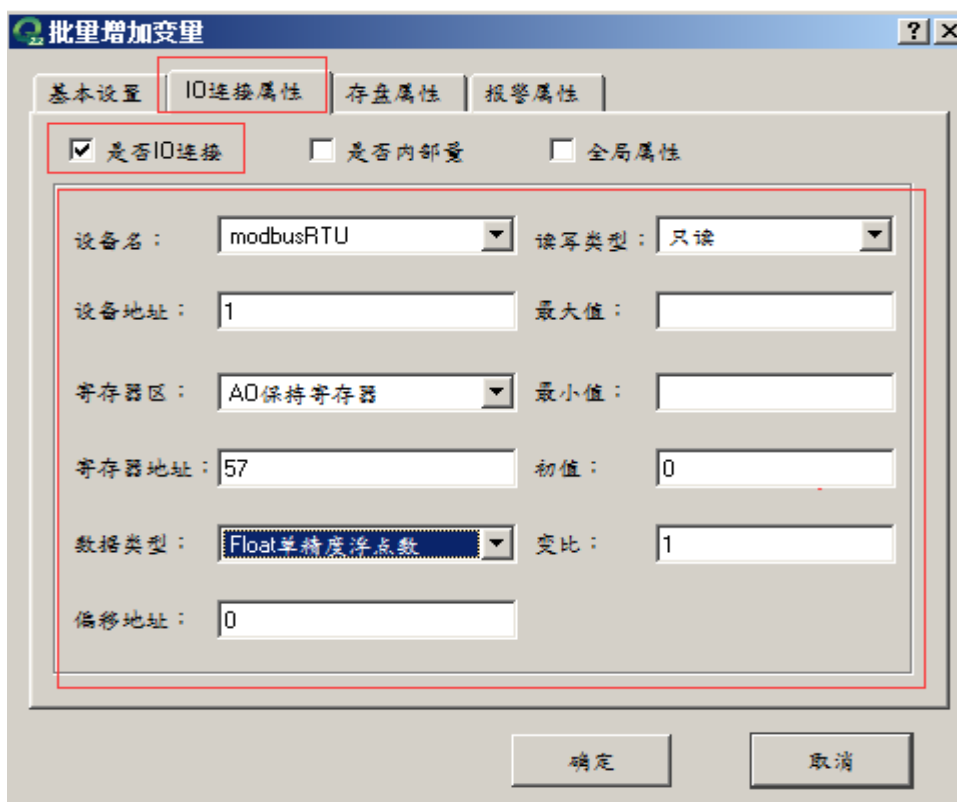 批量增加变量
基本设置 IO连接属性 存盘属性 报警属性
是否IO连接 是否内部量 全局属性
设备名： modbusRTU 读写类型： 只读
设备地址： 1 最大值：
寄存器区： AO保持寄存器 最小值：
寄存器地址： 57 初值： 0
数据类型： Float单精度浮点数 变比： 1
偏移地址： 0
确定 取消